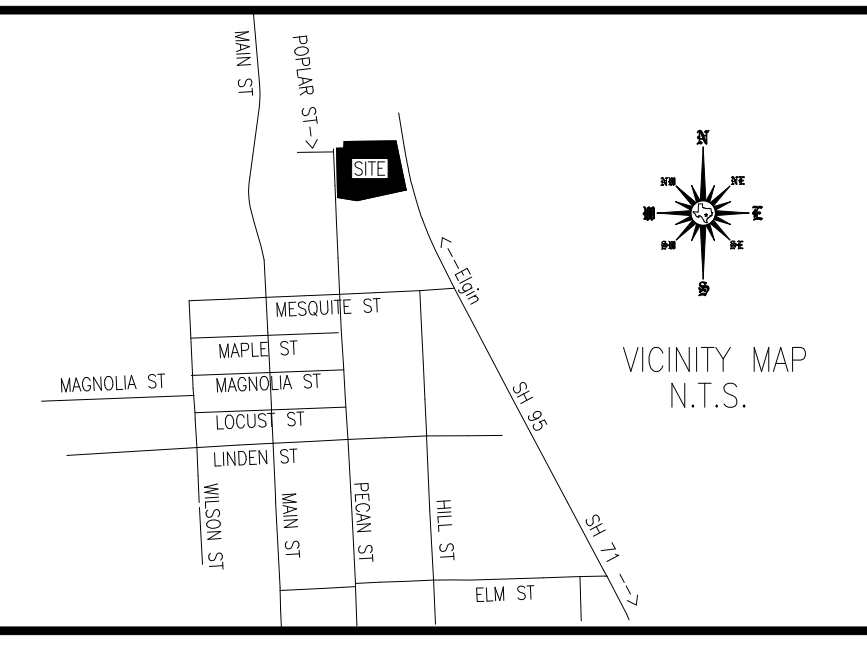 MAIN ST
POPLAR ST->
SITE
N
NW
NE
W
E
SW
SE
S
<---Elgin
MESQUITE ST
MAPLE ST
VICINITY MAP
N.T.S.
MAGNOLIA ST
MAGNOLIA ST
SH 95
LOCUST ST
LINDEN ST
WILSON ST
MAIN ST
PECAN ST
HILL ST
SH 71 --->
ELM ST